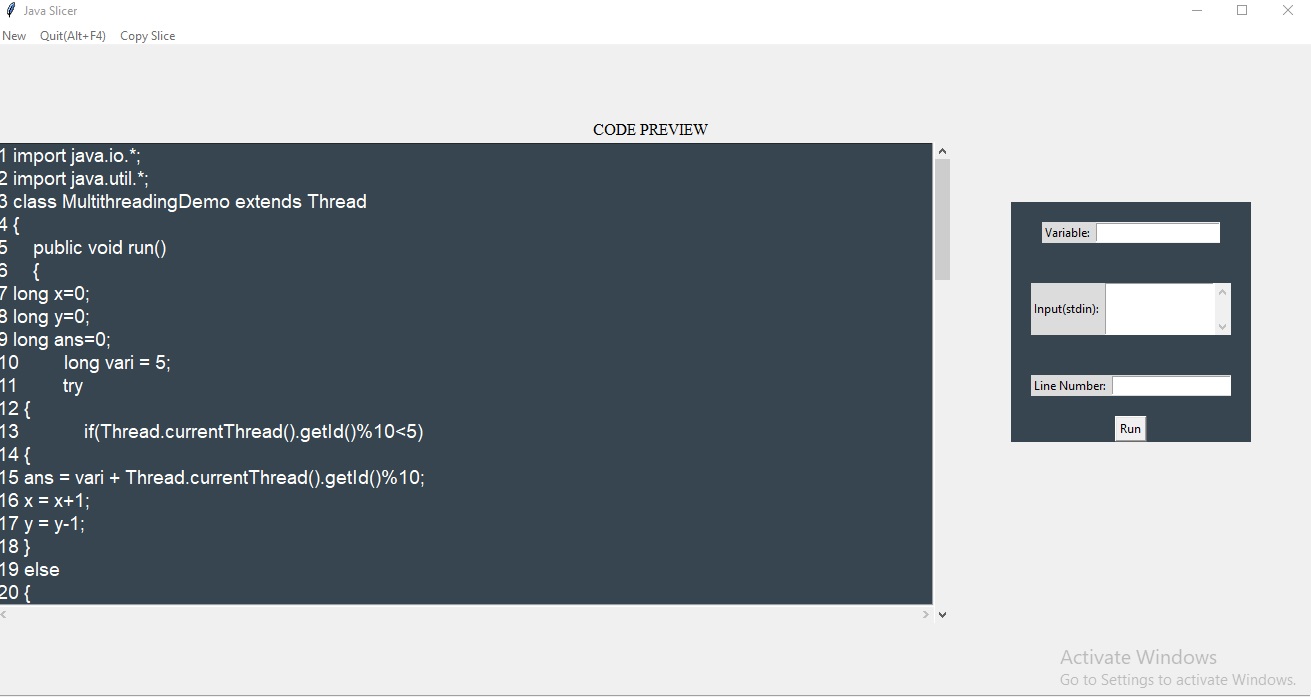 Java Slicer
New Quit(Alt+F4) Copy Slice
CODE PREVIEW
1 import java.io.*;
2 import java.util.*;
3 class MultithreadingDemo extends Thread
4 {
5     public void run()
6     {
7 long x=0;
8 long y=0;
9 long ans=0;
10         long vari = 5;
11         try
12 {
13             if(Thread.currentThread().getId()%10<5)
14 {
15 ans = vari + Thread.currentThread().getId()%10;
16 x = x+1;
17 y = y-1;
18 }
19 else
20 {
Variable:
Input(stdin):
Line Number:
Run
Activate Windows
Go to Settings to activate Windows.